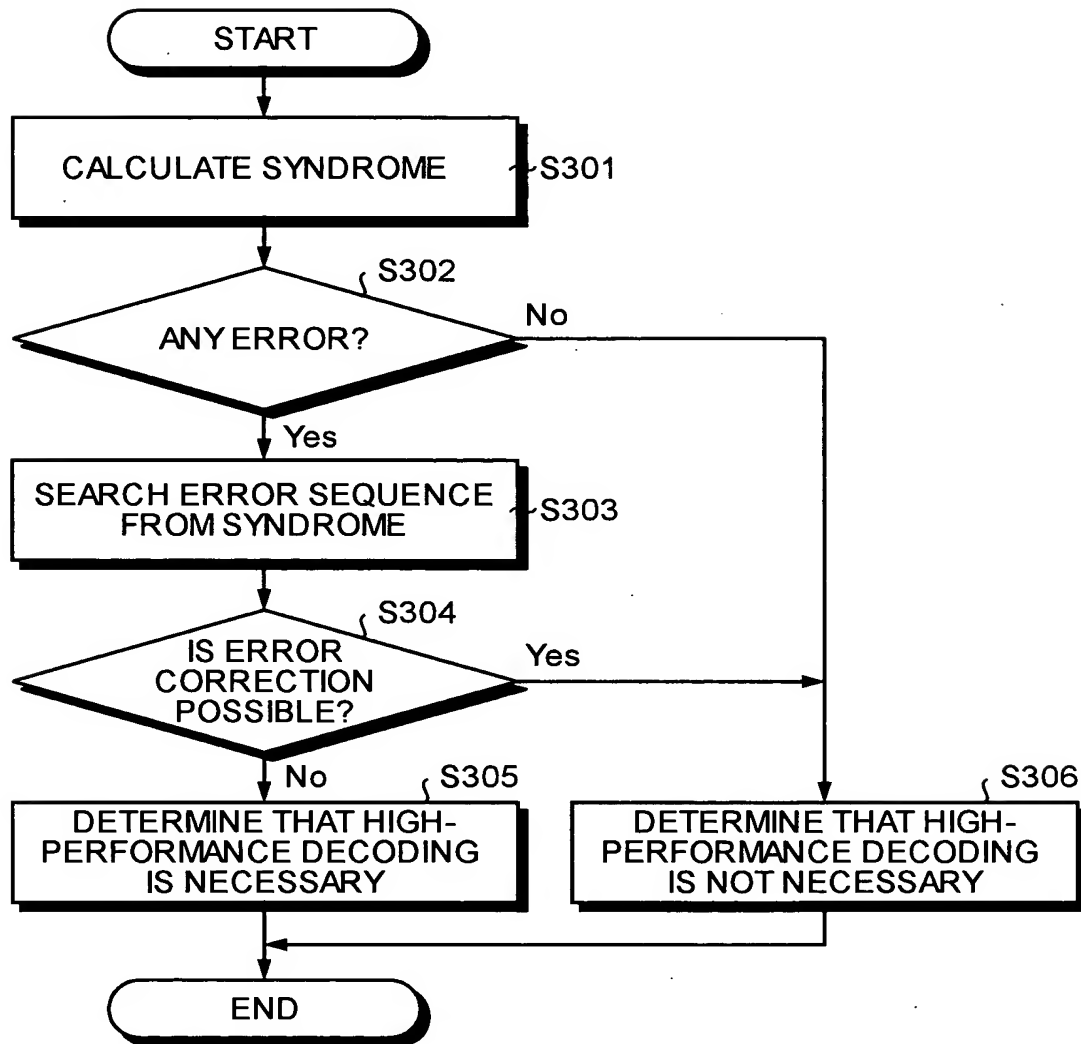 START
CALCULATE SYNDROME
S301
S302
ANY ERROR?
No
Yes
SEARCH ERROR SEQUENCE
FROM SYNDROME
S303
S304
IS ERROR
CORRECTION
POSSIBLE?
Yes
No
S305
DETERMINE THAT HIGH-
PERFORMANCE DECODING
IS NECESSARY
S306
DETERMINE THAT HIGH-
PERFORMANCE DECODING
IS NOT NECESSARY
END